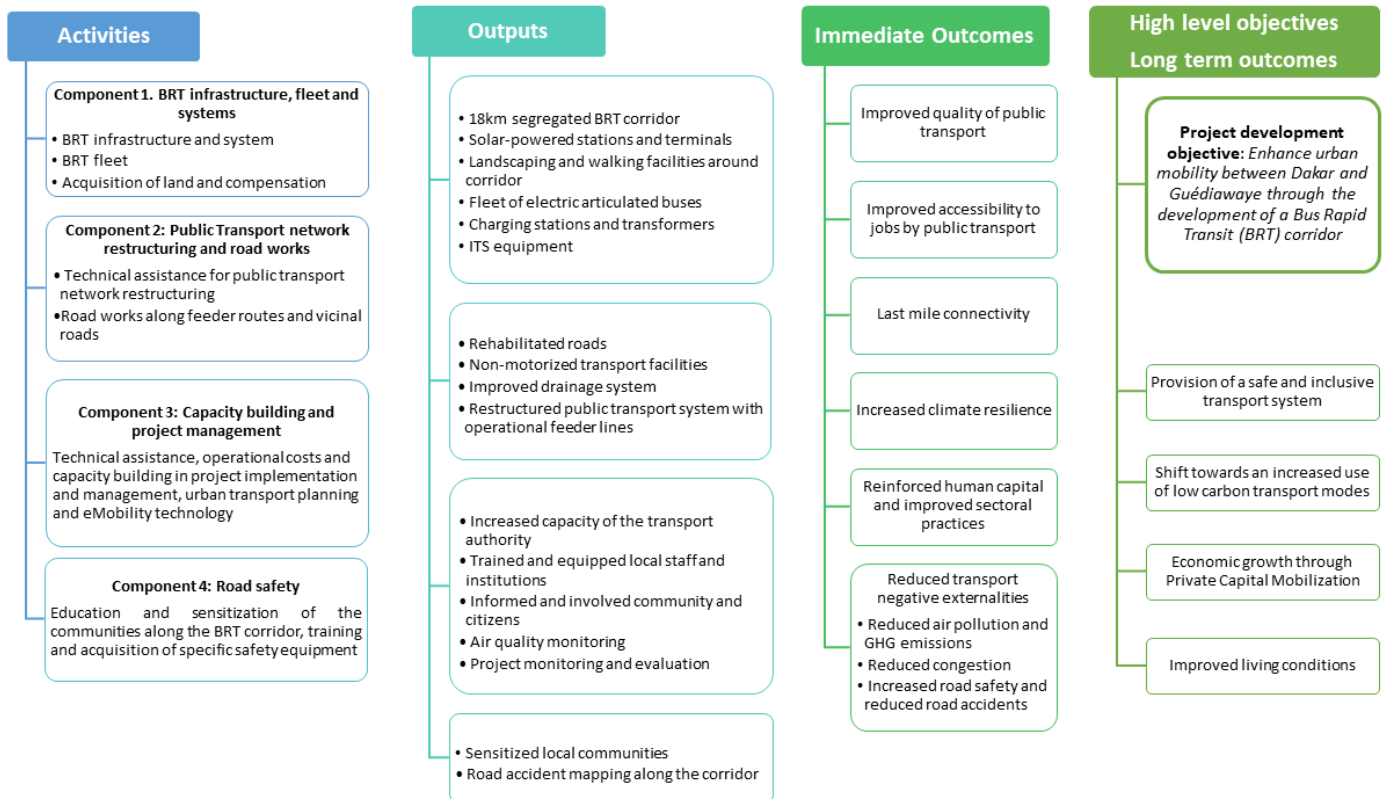 Activities
Component 1. BRT infrastructure, fleet and
systems
• BRT infrastructure and system
• BRT fleet
• Acquisition of land and compensation
Component 2: Public Transport network
restructuring and road works
• Technical assistance for public transport
network restructuring
•Road works along feeder routes and vicinal
roads
Component 3: Capacity building and
project management
Technical assistance, operational costs and
capacity building in project implementation
and management, urban transport planning
and eMobility technology
Component 4: Road safety
Education and sensitization of the
communities along the BRT corridor, training
and acquisition of specific safety equipment
Outputs
• 18km segregated BRT corridor
• Solar-powered stations and terminals
• Landscaping and walking facilities around
corridor
• Fleet of electric articulated buses
• Charging stations and transformers
• ITS equipment
• Rehabilitated roads
• Non-motorized transport facilities
• Improved drainage system
• Restructured public transport system with
operational feeder lines
• Increased capacity of the transport
authority
• Trained and equipped local staff and
institutions
• Informed and involved community and
citizens
• Air quality monitoring
• Project monitoring and evaluation
• Sensitized local communities
• Road accident mapping along the corridor
Immediate Outcomes
Improved quality of public
transport
Improved accessibility to
jobs by public transport
Last mile connectivity
Increased climate resilience
Reinforced human capital
and improved sectoral
practices
Reduced transport
negative externalities
• Reduced air pollution and
GHG emissions
• Reduced congestion
• Increased road safety and
reduced road accidents
High level objectives
Long term outcomes
Project development
objective: Enhance urban
mobility between Dakar and
Guédiawaye through the
development of a Bus Rapid
Transit (BRT) corridor
Provision of a safe and inclusive
transport system
Shift towards an increased use
of low carbon transport modes
Economic growth through
Private Capital Mobilization
Improved living conditions